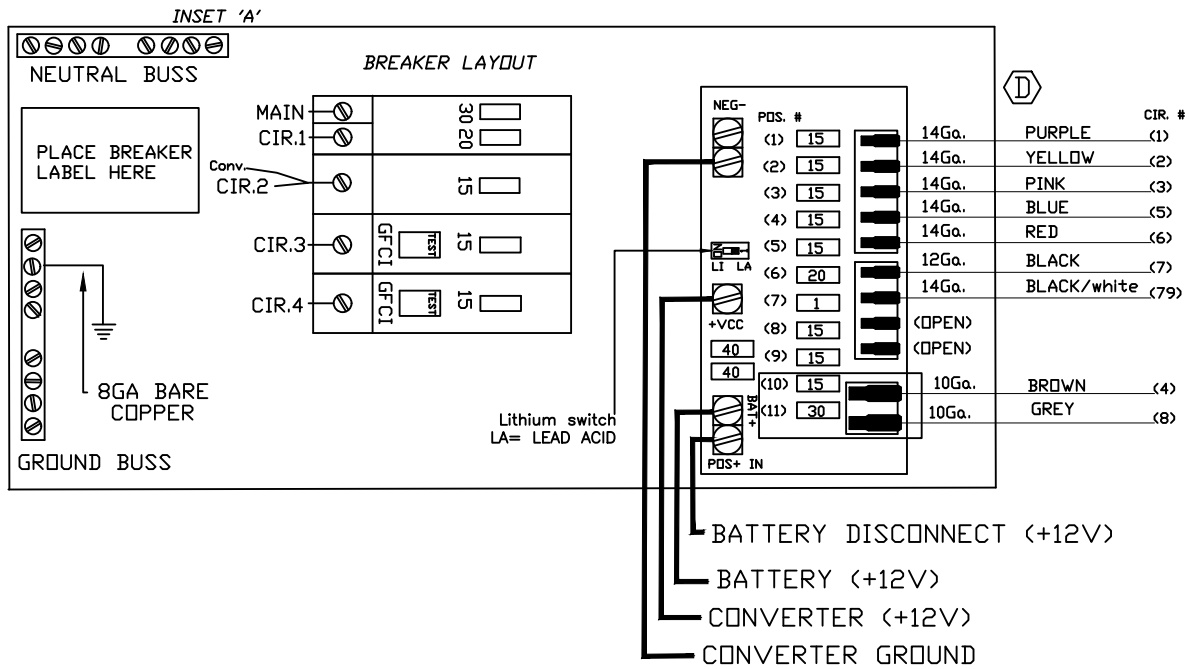 INSET 'A'
NEUTRAL BUSS
BREAKER LAYOUT
PLACE BREAKER
LABEL HERE
MAIN
30
CIR.1
20
Conv.
CIR.2
15
CIR.3
GFCI
TEST
15
CIR.4
GFCI
TEST
15
8GA BARE
COPPER
GROUND BUSS
Lithium switch
LA= LEAD ACID
NEG-
POS. #
(1) 15
(2) 15
(3) 15
(4) 15
(5) 15
(6) 20
(7) 1
(8) 15
(9) 15
(10) 15
(11) 30
ON
LI LA
+VCC
40
40
BAT+
POS+ IN
D
CIR. #
14Ga. PURPLE (1)
14Ga. YELLOW (2)
14Ga. PINK (3)
14Ga. BLUE (5)
14Ga. RED (6)
12Ga. BLACK (7)
14Ga. BLACK/white (79)
(OPEN)
(OPEN)
10Ga. BROWN (4)
10Ga. GREY (8)
BATTERY DISCONNECT (+12V)
BATTERY (+12V)
CONVERTER (+12V)
CONVERTER GROUND